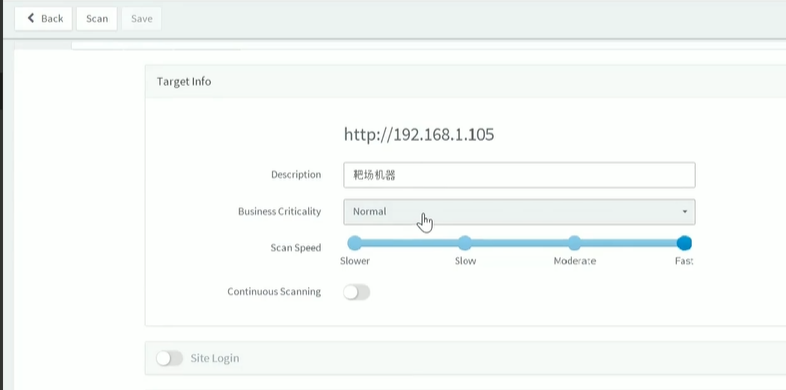 Back Scan Save
Target Info
http://192.168.1.105
Description 靶场机器
Business Criticality Normal
Scan Speed
Slower Slow Moderate Fast
Continuous Scanning
Site Login